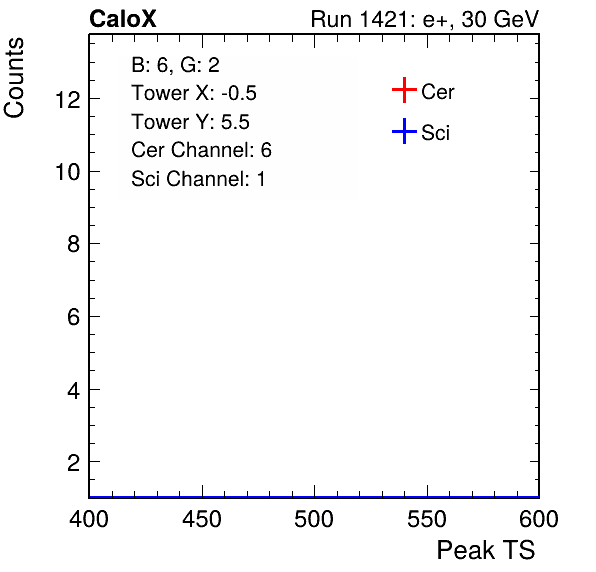 CaloX
Run 1421: e+, 30 GeV
Counts
B: 6, G: 2
Tower X: -0.5
Tower Y: 5.5
Cer Channel: 6
Sci Channel: 1
Cer
Sci
12
10
8
6
4
2
400
450
500
550
600
Peak TS